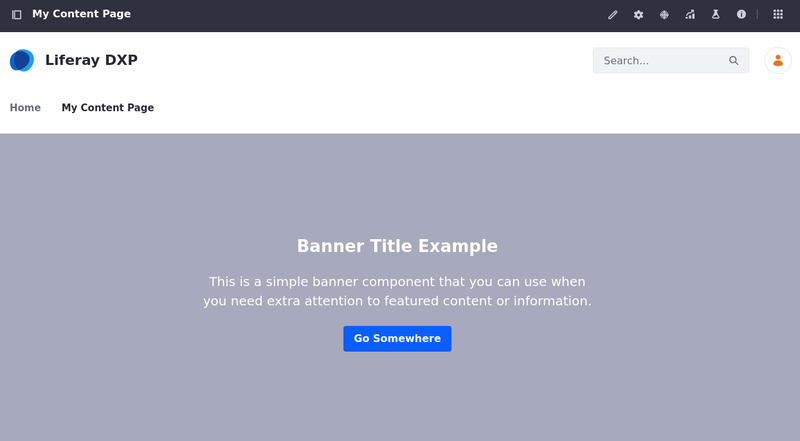 My Content Page
Liferay DXP
Search...
Home My Content Page
Banner Title Example
This is a simple banner component that you can use when
you need extra attention to featured content or information.
Go Somewhere